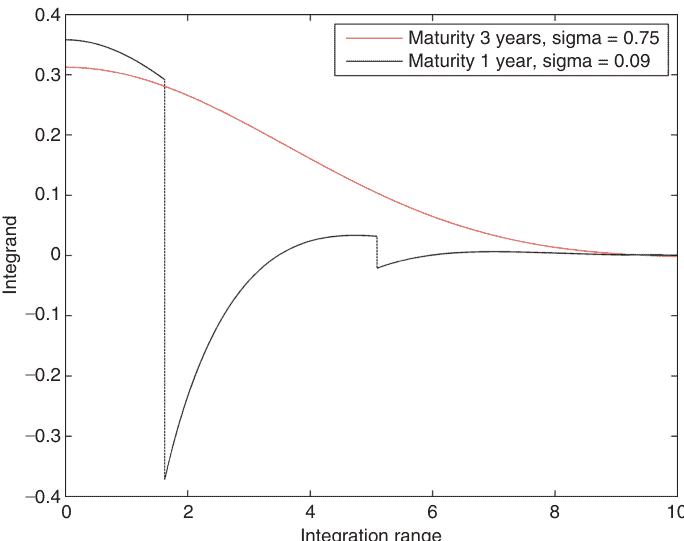 0.4
0.3
0.2
0.1
0
−0.1
−0.2
−0.3
−0.4
Integrand
Maturity 3 years, sigma = 0.75
Maturity 1 year, sigma = 0.09
0 2 4 6 8 10
Integration range